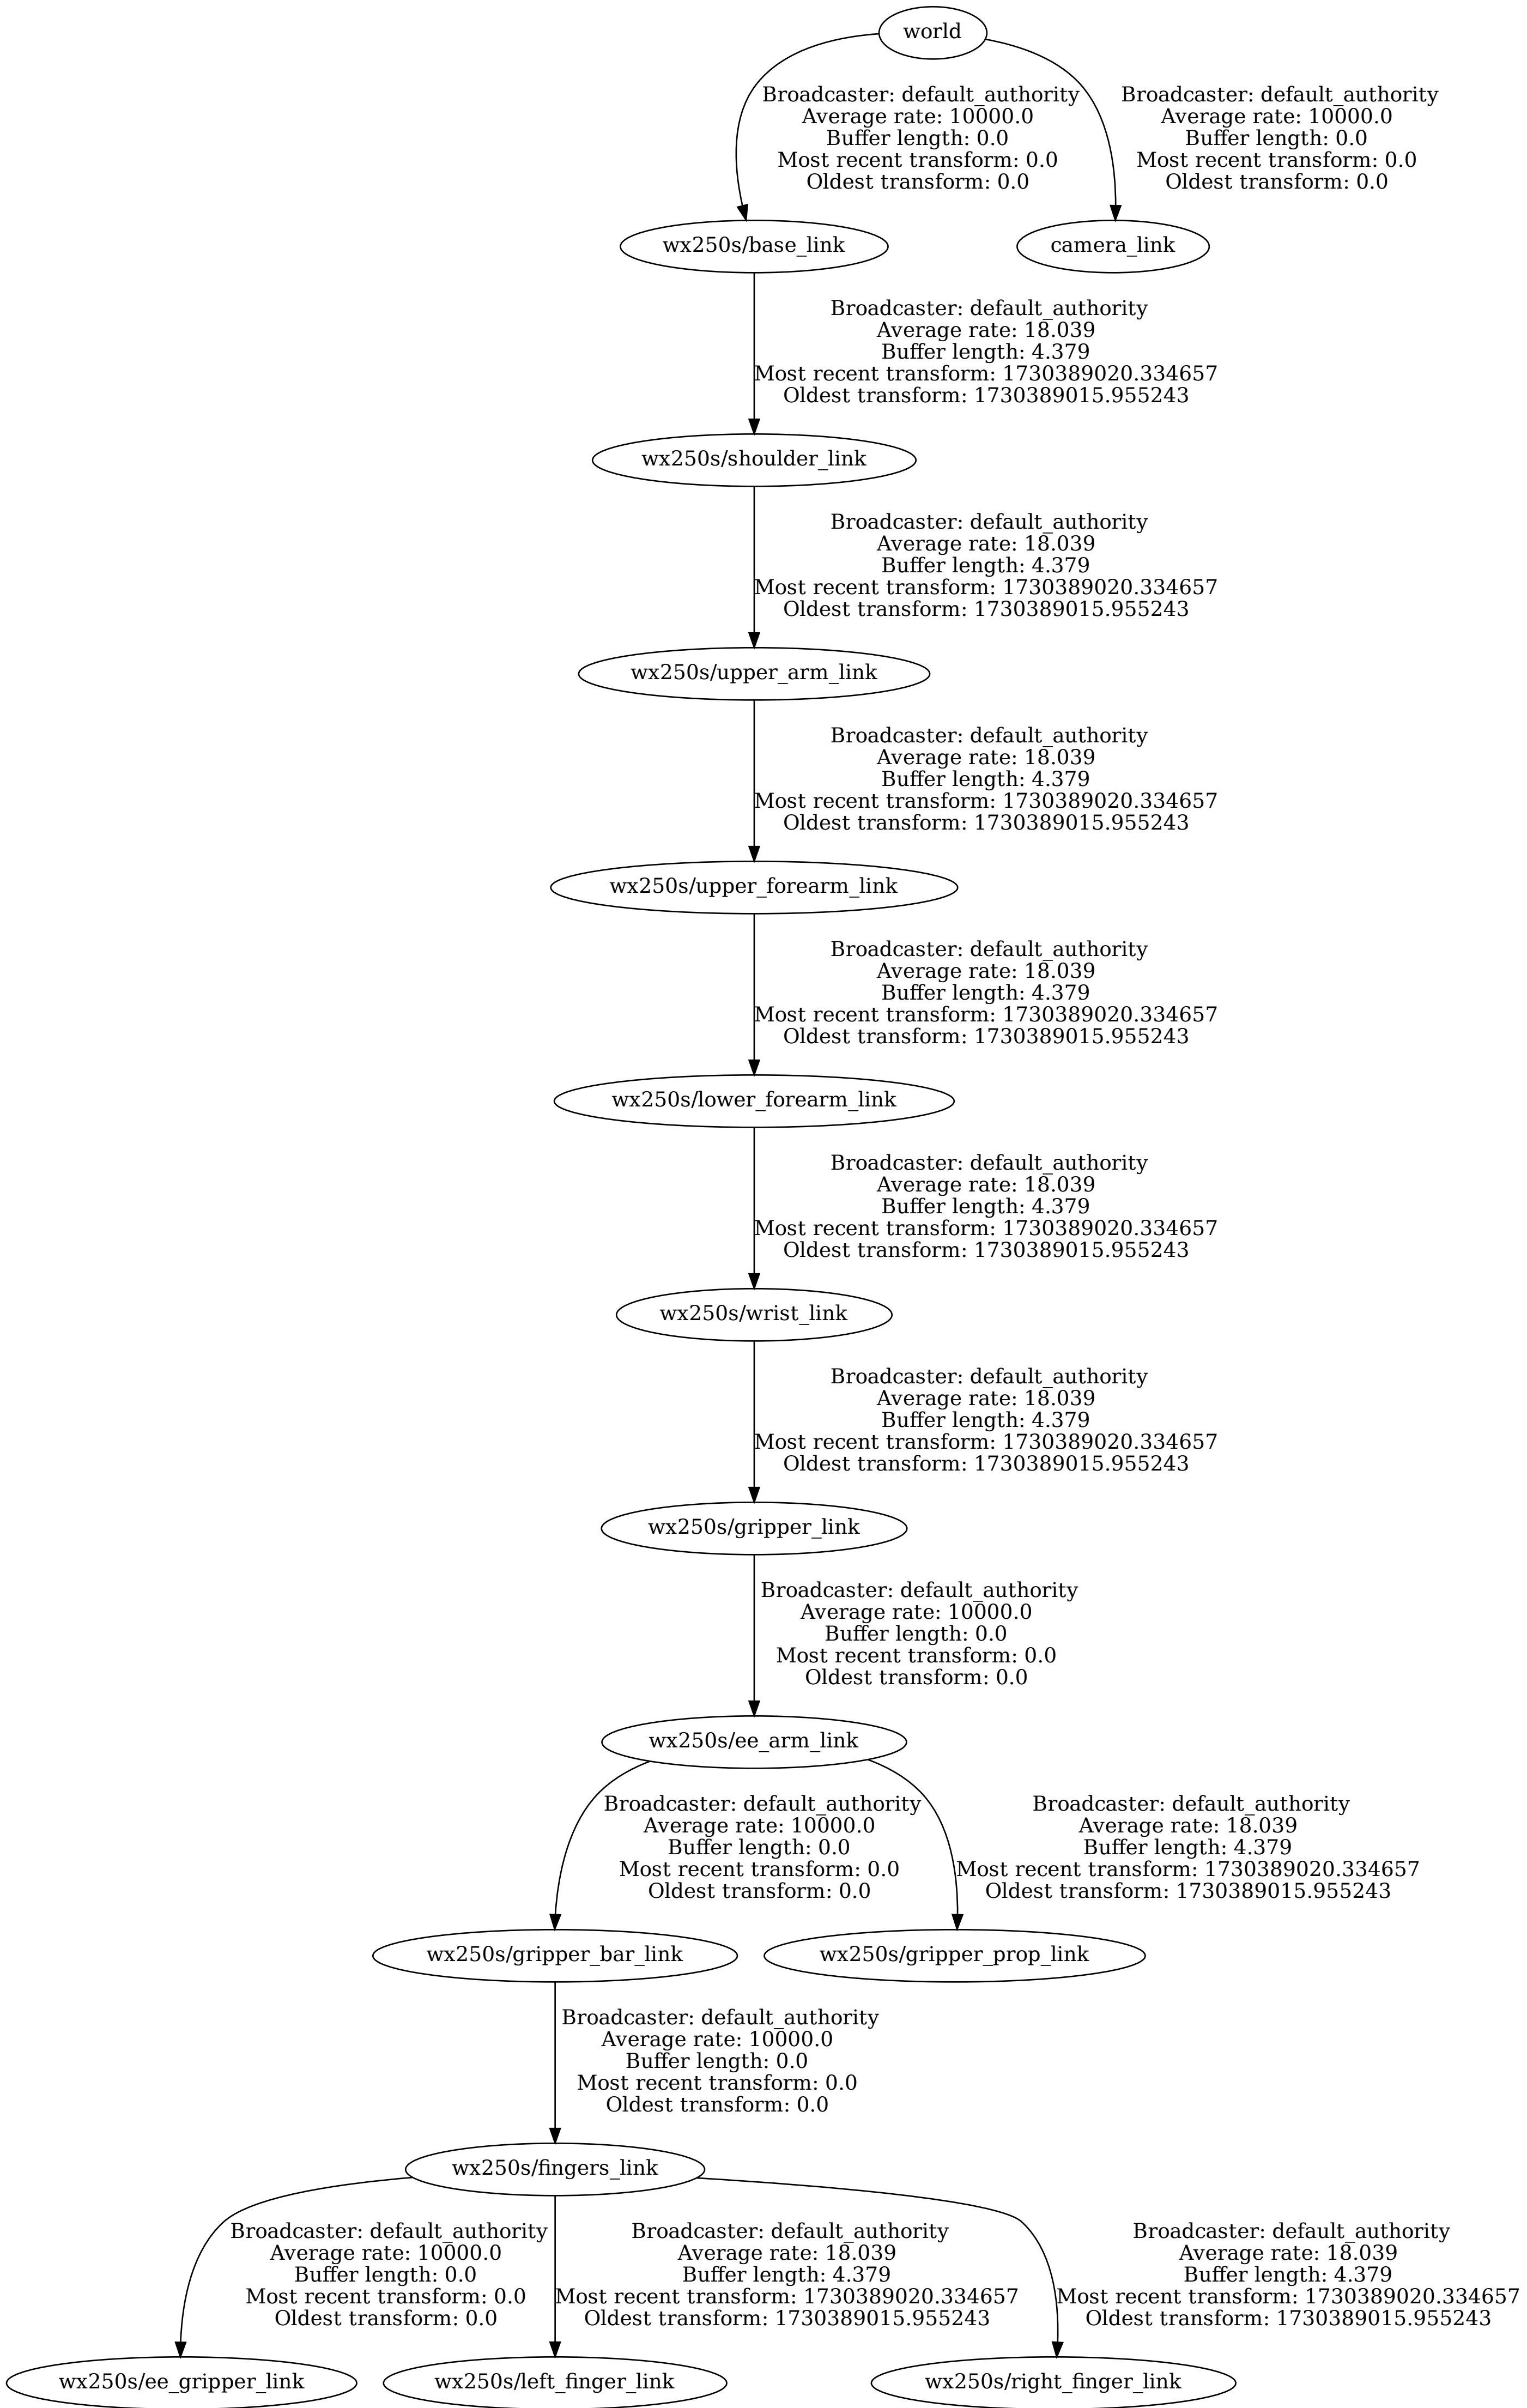 world
Broadcaster: default_authority
Average rate: 10000.0
Buffer length: 0.0
Most recent transform: 0.0
Oldest transform: 0.0
Broadcaster: default_authority
Average rate: 10000.0
Buffer length: 0.0
Most recent transform: 0.0
Oldest transform: 0.0
wx250s/base_link
camera_link
Broadcaster: default_authority
Average rate: 18.039
Buffer length: 4.379
Most recent transform: 1730389020.334657
Oldest transform: 1730389015.955243
wx250s/shoulder_link
Broadcaster: default_authority
Average rate: 18.039
Buffer length: 4.379
Most recent transform: 1730389020.334657
Oldest transform: 1730389015.955243
wx250s/upper_arm_link
Broadcaster: default_authority
Average rate: 18.039
Buffer length: 4.379
Most recent transform: 1730389020.334657
Oldest transform: 1730389015.955243
wx250s/upper_forearm_link
Broadcaster: default_authority
Average rate: 18.039
Buffer length: 4.379
Most recent transform: 1730389020.334657
Oldest transform: 1730389015.955243
wx250s/lower_forearm_link
Broadcaster: default_authority
Average rate: 18.039
Buffer length: 4.379
Most recent transform: 1730389020.334657
Oldest transform: 1730389015.955243
wx250s/wrist_link
Broadcaster: default_authority
Average rate: 18.039
Buffer length: 4.379
Most recent transform: 1730389020.334657
Oldest transform: 1730389015.955243
wx250s/gripper_link
Broadcaster: default_authority
Average rate: 10000.0
Buffer length: 0.0
Most recent transform: 0.0
Oldest transform: 0.0
wx250s/ee_arm_link
Broadcaster: default_authority
Average rate: 10000.0
Buffer length: 0.0
Most recent transform: 0.0
Oldest transform: 0.0
Broadcaster: default_authority
Average rate: 18.039
Buffer length: 4.379
Most recent transform: 1730389020.334657
Oldest transform: 1730389015.955243
wx250s/gripper_bar_link
wx250s/gripper_prop_link
Broadcaster: default_authority
Average rate: 10000.0
Buffer length: 0.0
Most recent transform: 0.0
Oldest transform: 0.0
wx250s/fingers_link
Broadcaster: default_authority
Average rate: 10000.0
Buffer length: 0.0
Most recent transform: 0.0
Oldest transform: 0.0
Broadcaster: default_authority
Average rate: 18.039
Buffer length: 4.379
Most recent transform: 1730389020.334657
Oldest transform: 1730389015.955243
Broadcaster: default_authority
Average rate: 18.039
Buffer length: 4.379
Most recent transform: 1730389020.334657
Oldest transform: 1730389015.955243
wx250s/ee_gripper_link
wx250s/left_finger_link
wx250s/right_finger_link